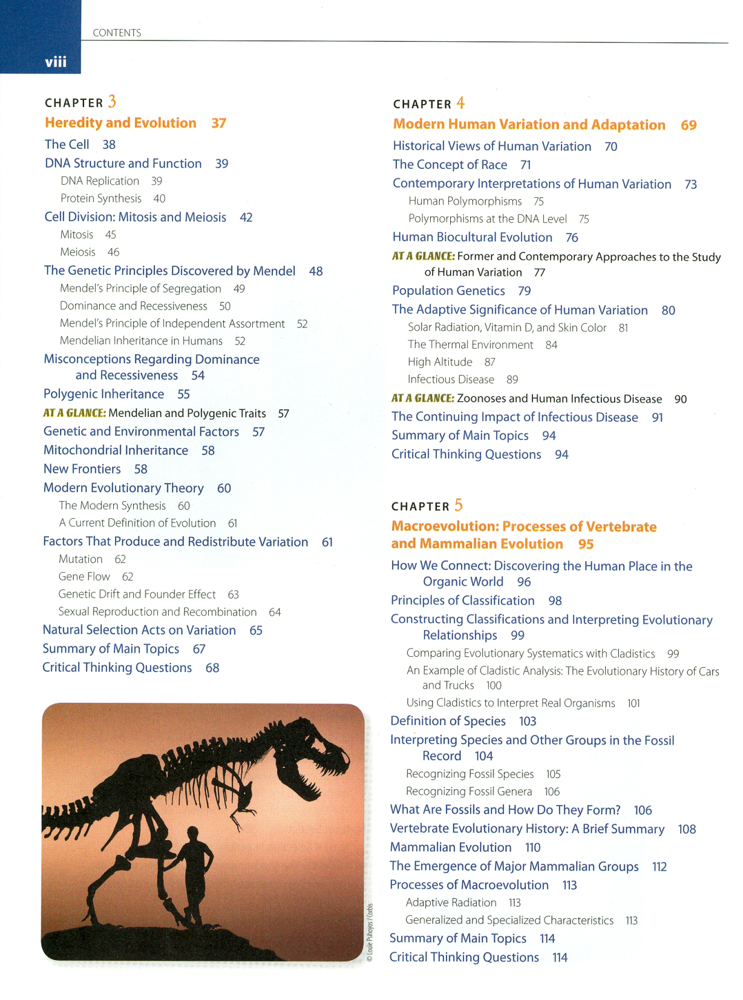 CONTENTS
viii
CHAPTER 3
Heredity and Evolution 37
The Cell 38
DNA Structure and Function 39
DNA Replication 39
Protein Synthesis 40
Cell Division: Mitosis and Meiosis 42
Mitosis 45
Meiosis 46
The Genetic Principles Discovered by Mendel 48
Mendel's Principle of Segregation 49
Dominance and Recessiveness 50
Mendel's Principle of Independent Assortment 52
Mendelian Inheritance in Humans 52
Misconceptions Regarding Dominance
and Recessiveness 54
Polygenic Inheritance 55
AT A GLANCE: Mendelian and Polygenic Traits 57
Genetic and Environmental Factors 57
Mitochondrial Inheritance 58
New Frontiers 58
Modern Evolutionary Theory 60
The Modern Synthesis 60
A Current Definition of Evolution 61
Factors That Produce and Redistribute Variation 61
Mutation 62
Gene Flow 62
Genetic Drift and Founder Effect 63
Sexual Reproduction and Recombination 64
Natural Selection Acts on Variation 65
Summary of Main Topics 67
Critical Thinking Questions 68
© Louie Psihoyos / Corbis
CHAPTER 4
Modern Human Variation and Adaptation 69
Historical Views of Human Variation 70
The Concept of Race 71
Contemporary Interpretations of Human Variation 73
Human Polymorphisms 75
Polymorphisms at the DNA Level 75
Human Biocultural Evolution 76
AT A GLANCE: Former and Contemporary Approaches to the Study
of Human Variation 77
Population Genetics 79
The Adaptive Significance of Human Variation 80
Solar Radiation, Vitamin D, and Skin Color 81
The Thermal Environment 84
High Altitude 87
Infectious Disease 89
AT A GLANCE: Zoonoses and Human Infectious Disease 90
The Continuing Impact of Infectious Disease 91
Summary of Main Topics 94
Critical Thinking Questions 94
CHAPTER 5
Macroevolution: Processes of Vertebrate
and Mammalian Evolution 95
How We Connect: Discovering the Human Place in the
Organic World 96
Principles of Classification 98
Constructing Classifications and Interpreting Evolutionary
Relationships 99
Comparing Evolutionary Systematics with Cladistics 99
An Example of Cladistic Analysis: The Evolutionary History of Cars
and Trucks 100
Using Cladistics to Interpret Real Organisms 101
Definition of Species 103
Interpreting Species and Other Groups in the Fossil
Record 104
Recognizing Fossil Species 105
Recognizing Fossil Genera 106
What Are Fossils and How Do They Form? 106
Vertebrate Evolutionary History: A Brief Summary 108
Mammalian Evolution 110
The Emergence of Major Mammalian Groups 112
Processes of Macroevolution 113
Adaptive Radiation 113
Generalized and Specialized Characteristics 113
Summary of Main Topics 114
Critical Thinking Questions 114